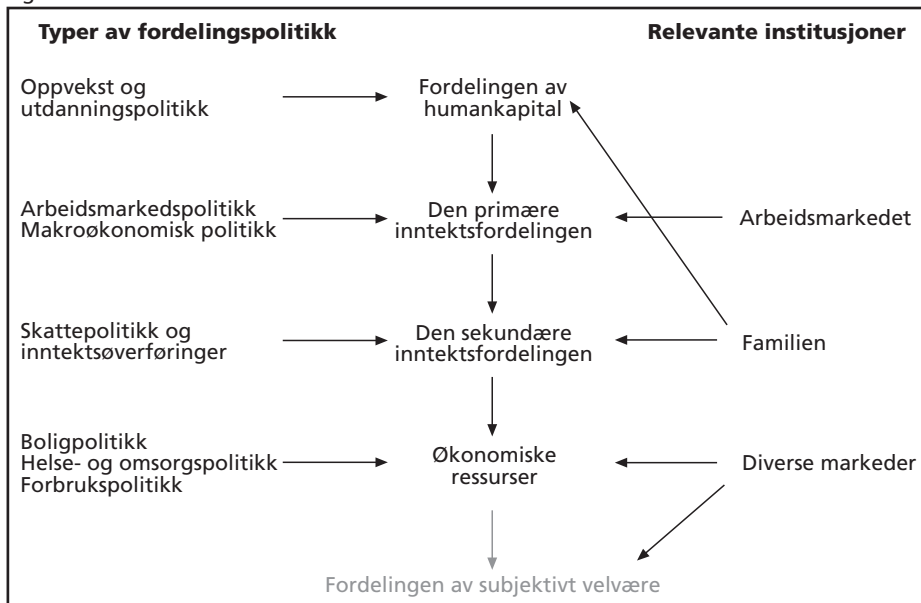 Typer av fordelingspolitikk
Relevante institusjoner
Oppvekst og
utdanningspolitikk
Fordelingen av
humankapital
Arbeidsmarkedspolitikk
Makroøkonomisk politikk
Den primære
inntektsfordelingen
Arbeidsmarkedet
Skattepolitikk og
inntektsøverføringer
Den sekundære
inntektsfordelingen
Familien
Boligpolitikk
Helse- og omsorgspolitikk
Forbrukspolitikk
Økonomiske
ressurser
Diverse markeder
Fordelingen av subjektivt velvære